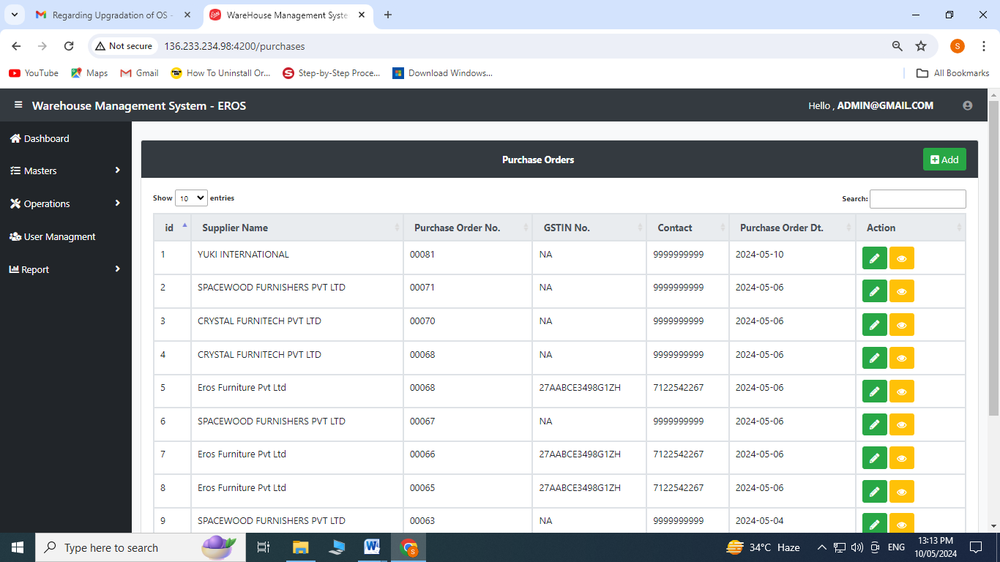 Regarding Upgradation of OS -
WareHouse Management Syste
Not secure 136.233.234.98:4200/purchases
S
YouTube Maps Gmail How To Uninstall Or... Step-by-Step Proce... Download Windows... All Bookmarks
Warehouse Management System - EROS
Hello , ADMIN@GMAIL.COM
Dashboard
Masters
Operations
User Managment
Report
Purchase Orders
Add
Show 10 entries
Search:
id Supplier Name Purchase Order No. GSTIN No. Contact Purchase Order Dt. Action
1 YUKI INTERNATIONAL 00081 NA 9999999999 2024-05-10
2 SPACEWOOD FURNISHERS PVT LTD 00071 NA 9999999999 2024-05-06
3 CRYSTAL FURNITECH PVT LTD 00070 NA 9999999999 2024-05-06
4 CRYSTAL FURNITECH PVT LTD 00068 NA 9999999999 2024-05-06
5 Eros Furniture Pvt Ltd 00068 27AABCE3498G1ZH 7122542267 2024-05-06
6 SPACEWOOD FURNISHERS PVT LTD 00067 NA 9999999999 2024-05-06
7 Eros Furniture Pvt Ltd 00066 27AABCE3498G1ZH 7122542267 2024-05-06
8 Eros Furniture Pvt Ltd 00065 27AABCE3498G1ZH 7122542267 2024-05-06
9 SPACEWOOD FURNISHERS PVT LTD 00063 NA 9999999999 2024-05-04
Type here to search
34°C Haze
ENG
13:13 PM
10/05/2024